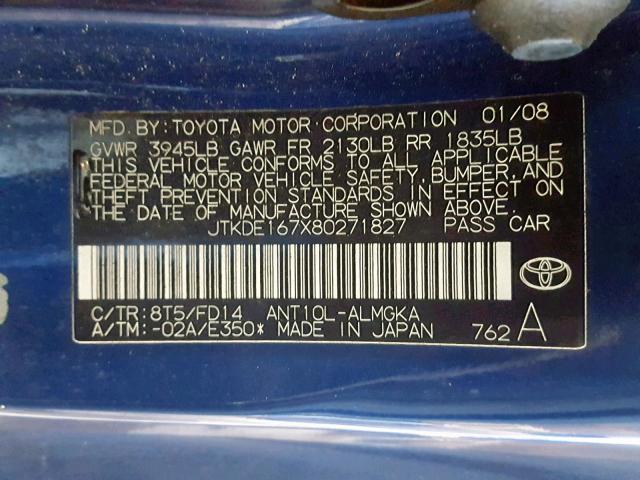 MFD. BY: TOYOTA MOTOR CORPORATION 01/08
GVWR 3945LB GAWR FR 2130LB RR 1835LB
THIS VEHICLE CONFORMS TO ALL APPLICABLE
FEDERAL MOTOR VEHICLE SAFETY, BUMPER, AND
THEFT PREVENTION STANDARDS IN EFFECT ON
THE DATE OF MANUFACTURE SHOWN ABOVE.
JTKDE167X80271827 PASS CAR
C/TR: 8T5/FD14 ANT10L-ALMGKA
A/TM: -02A/E350* MADE IN JAPAN 762 A